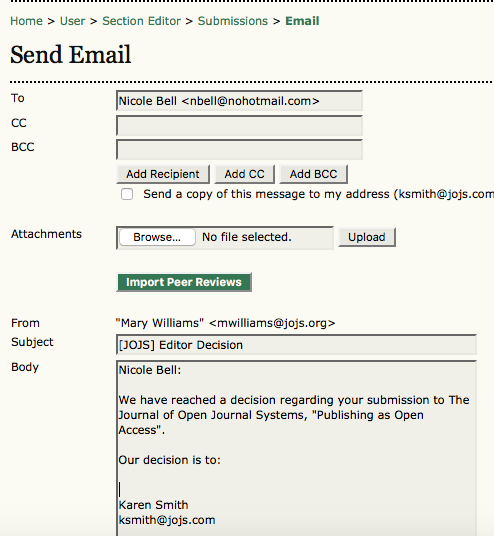 Home > User > Section Editor > Submissions > Email
Send Email
To
Nicole Bell <nbell@nohotmail.com>
CC
BCC
Add Recipient Add CC Add BCC
Send a copy of this message to my address (ksmith@jojs.com
Attachments
Browse... No file selected. Upload
Import Peer Reviews
From "Mary Williams" <mwilliams@jojs.org>
Subject [JOJS] Editor Decision
Body
Nicole Bell:
We have reached a decision regarding your submission to The
Journal of Open Journal Systems, "Publishing as Open
Access".
Our decision is to:
Karen Smith
ksmith@jojs.com